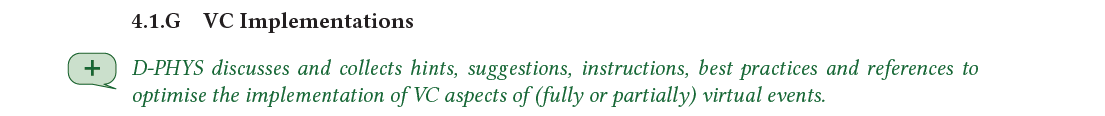 4.1.G VC Implementations
+ D-PHYS discusses and collects hints, suggestions, instructions, best practices and references to
optimise the implementation of VC aspects of (fully or partially) virtual events.